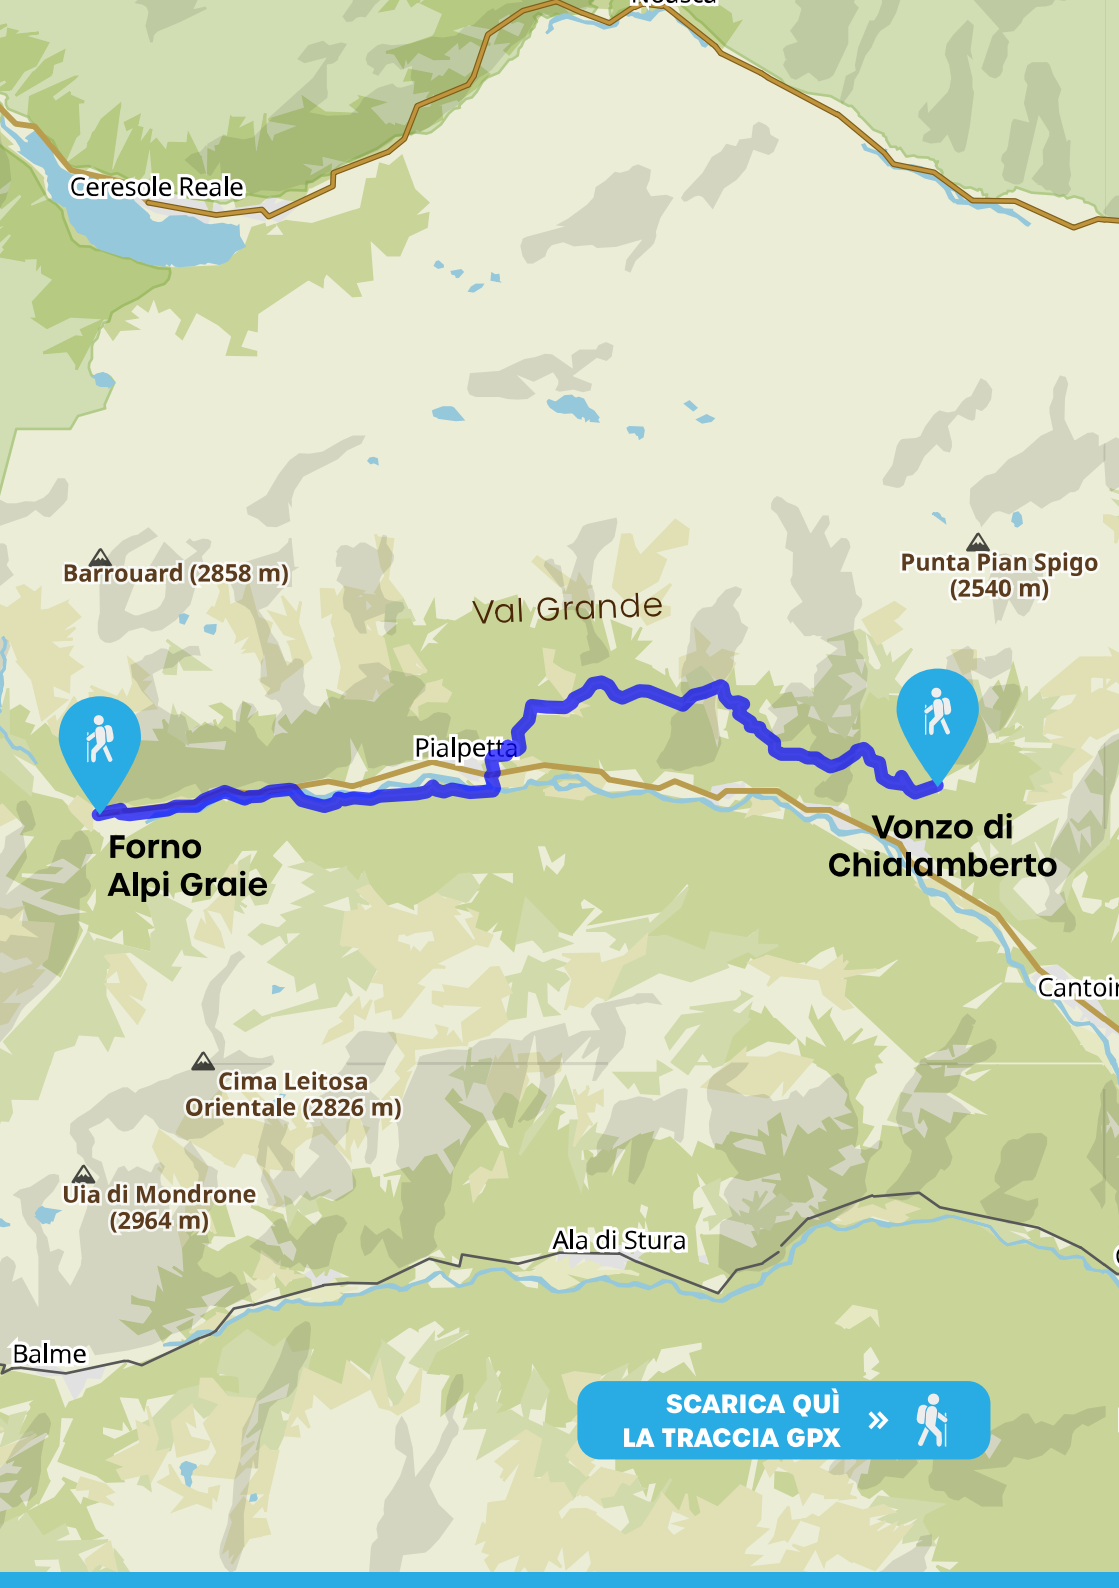 Ceresole Reale
Barrouard (2858 m)
Punta Pian Spigo
(2540 m)
Val Grande
Pialpetta
Forno
Alpi Graie
Vonzo di
Chialamberto
Cima Leitosa
Orientale (2826 m)
Uia di Mondrone
(2964 m)
Ala di Stura
Balme
SCARICA QUÌ
LA TRACCIA GPX »